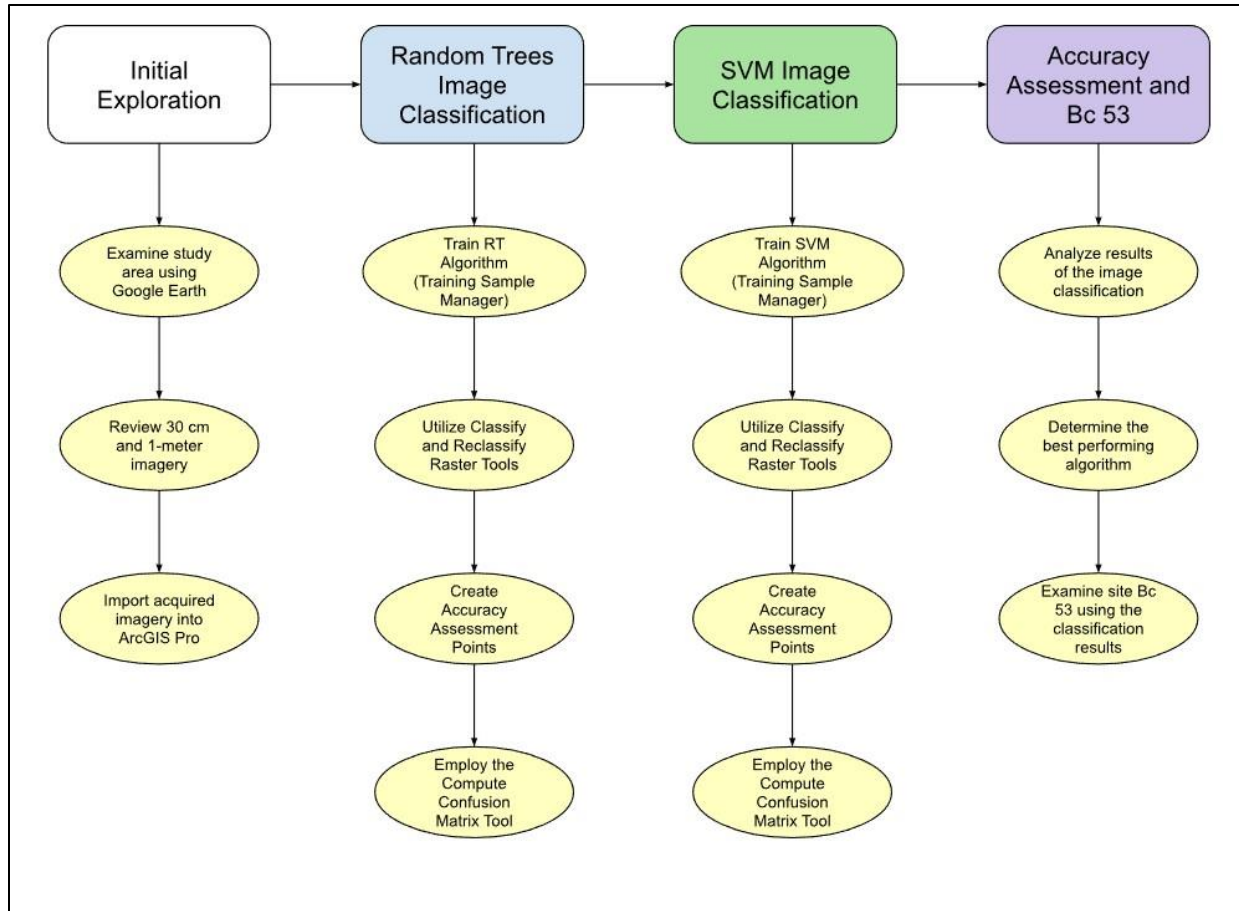 Initial
Exploration
Random Trees
Image
Classification
SVM Image
Classification
Accuracy
Assessment and
Bc 53
Examine study
area using
Google Earth
Review 30 cm
and 1-meter
imagery
Import acquired
imagery into
ArcGIS Pro
Train RT
Algorithm
(Training Sample
Manager)
Utilize Classify
and Reclassify
Raster Tools
Create
Accuracy
Assessment
Points
Employ the
Compute
Confusion
Matrix Tool
Train SVM
Algorithm
(Training Sample
Manager)
Utilize Classify
and Reclassify
Raster Tools
Create
Accuracy
Assessment
Points
Employ the
Compute
Confusion
Matrix Tool
Analyze results
of the image
classification
Determine the
best performing
algorithm
Examine site Bc
53 using the
classification
results